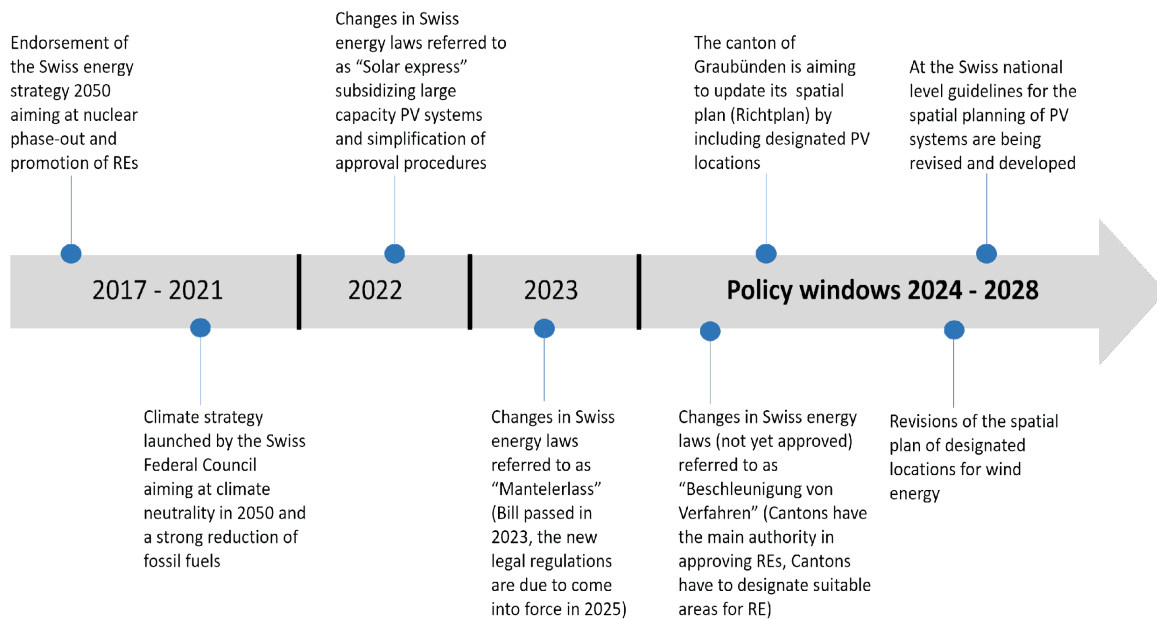 Endorsement of
the Swiss energy
strategy 2050
aiming at nuclear
phase-out and
promotion of REs
Changes in Swiss
energy laws referred to
as “Solar express”
subsidizing large
capacity PV systems
and simplification of
approval procedures
The canton of
Graubünden is aiming
to update its spatial
plan (Richtplan) by
including designated PV
locations
At the Swiss national
level guidelines for the
spatial planning of PV
systems are being
revised and developed
2017 - 2021
2022
2023
Policy windows 2024 - 2028
Climate strategy
launched by the Swiss
Federal Council
aiming at climate
neutrality in 2050 and
a strong reduction of
fossil fuels
Changes in Swiss
energy laws
referred to as
“Mantelerlass”
(Bill passed in
2023, the new
legal regulations
are due to come
into force in 2025)
Changes in Swiss energy
laws (not yet approved)
referred to as
“Beschleunigung von
Verfahren” (Cantons have
the main authority in
approving REs, Cantons
have to designate suitable
areas for RE)
Revisions of the spatial
plan of designated
locations for wind
energy